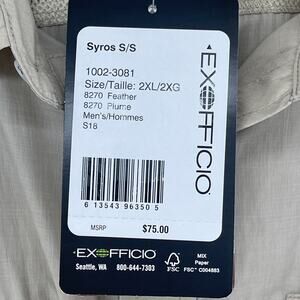 Syros S/S
1002-3081
Size/Taille: 2XL/2XG
8270 Feather
8270 Plume
Men's/Hommes
S18
6 13543 96350 5
MSRP $75.00
EXOFFICIO
EXOFFICIO
Seattle, WA 800-644-7303
FSC
MIX
Paper
FSC® C004883